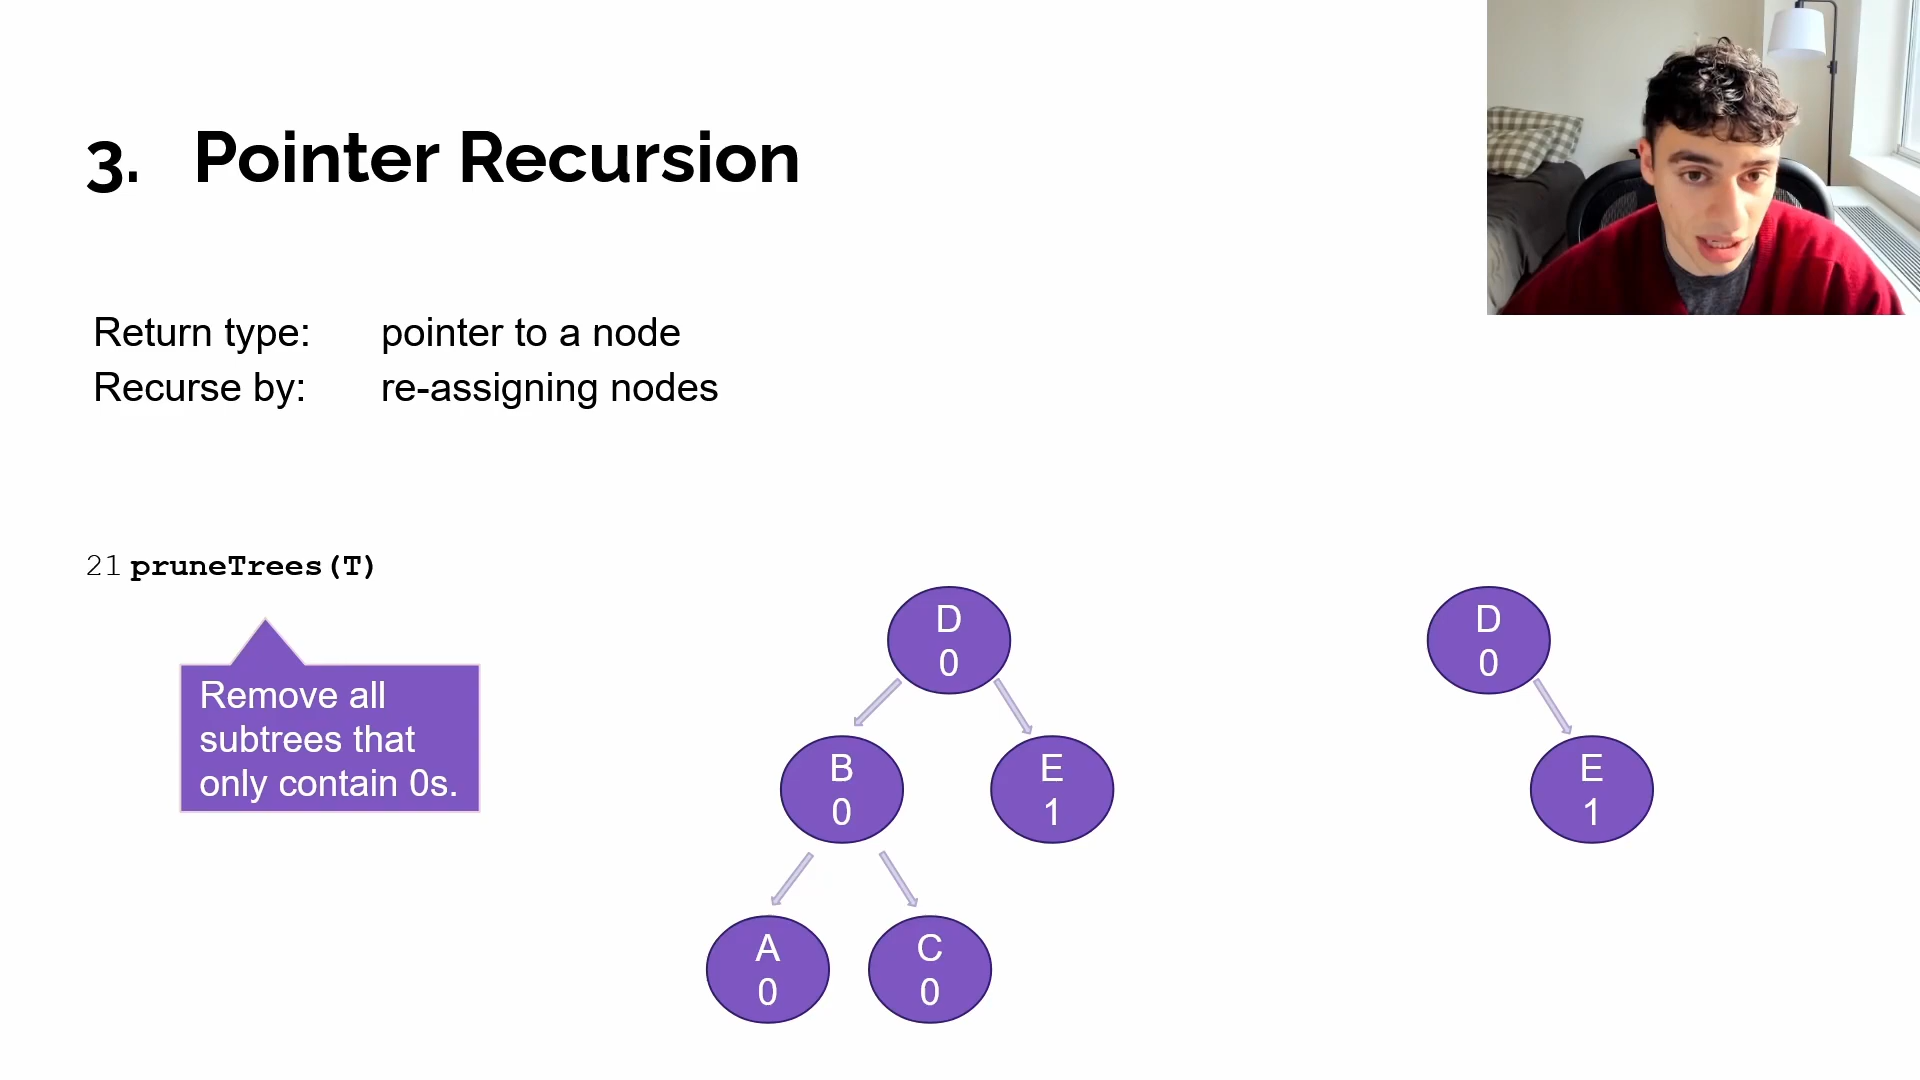 3. Pointer Recursion
Return type: pointer to a node
Recurse by: re-assigning nodes
21 pruneTrees(T)
Remove all
subtrees that
only contain 0s.
D
0
B
0
E
1
A
0
C
0
D
0
E
1